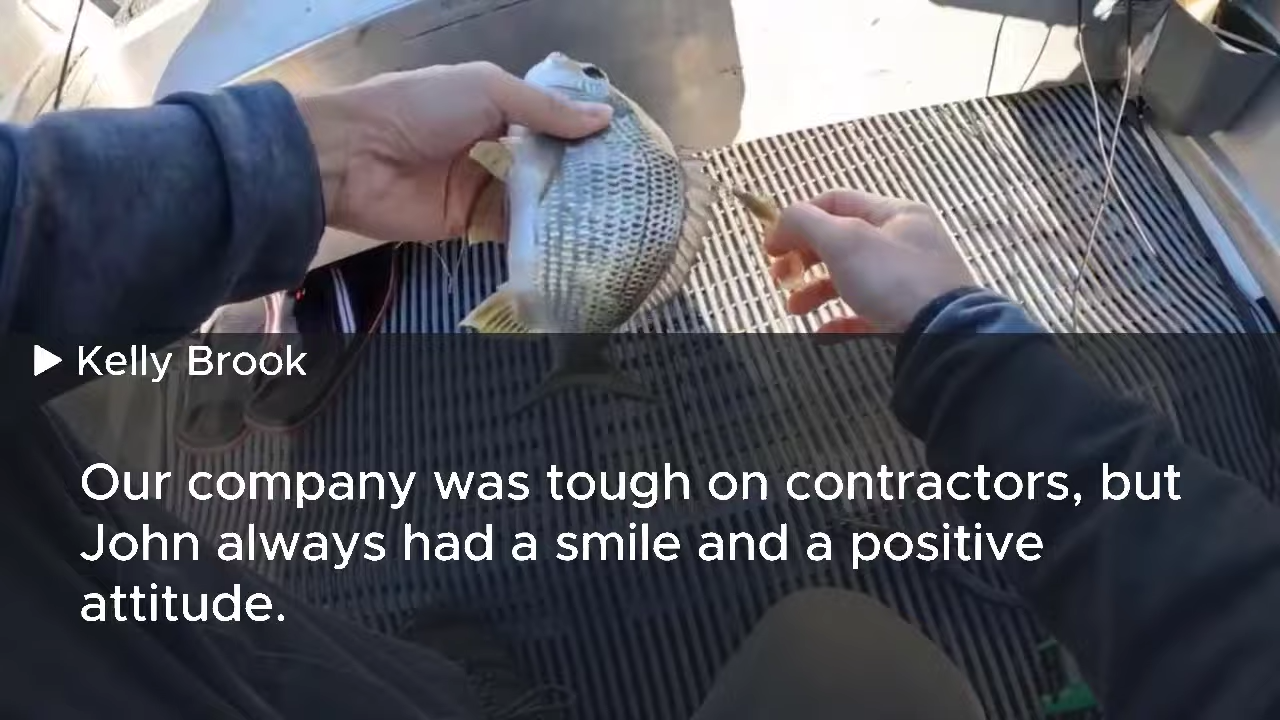 Kelly Brook
Our company was tough on contractors, but
John always had a smile and a positive
attitude.